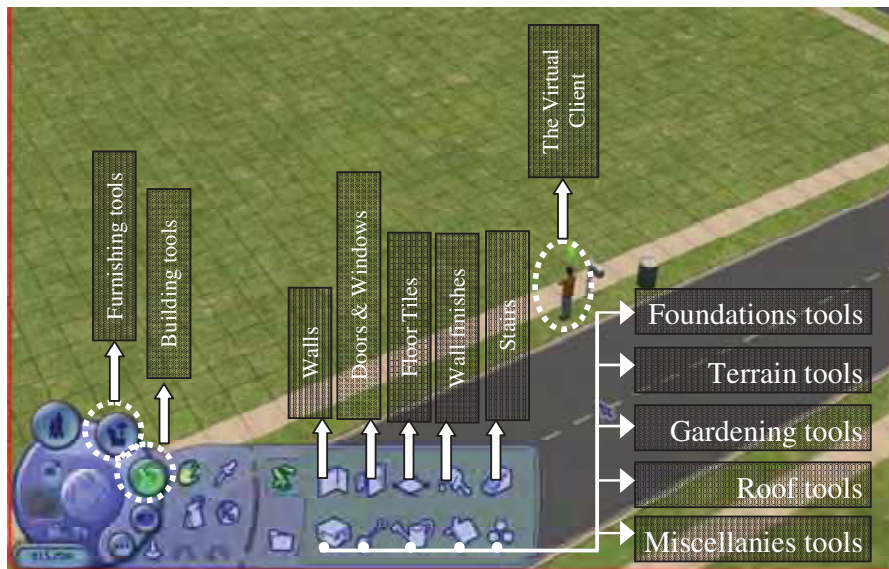 The Virtual
Client
Furnishing tools
Building tools
Walls
Doors & Windows
Floor Tiles
Wall finishes
Stairs
Foundations tools
Terrain tools
Gardening tools
Roof tools
Miscellanies tools